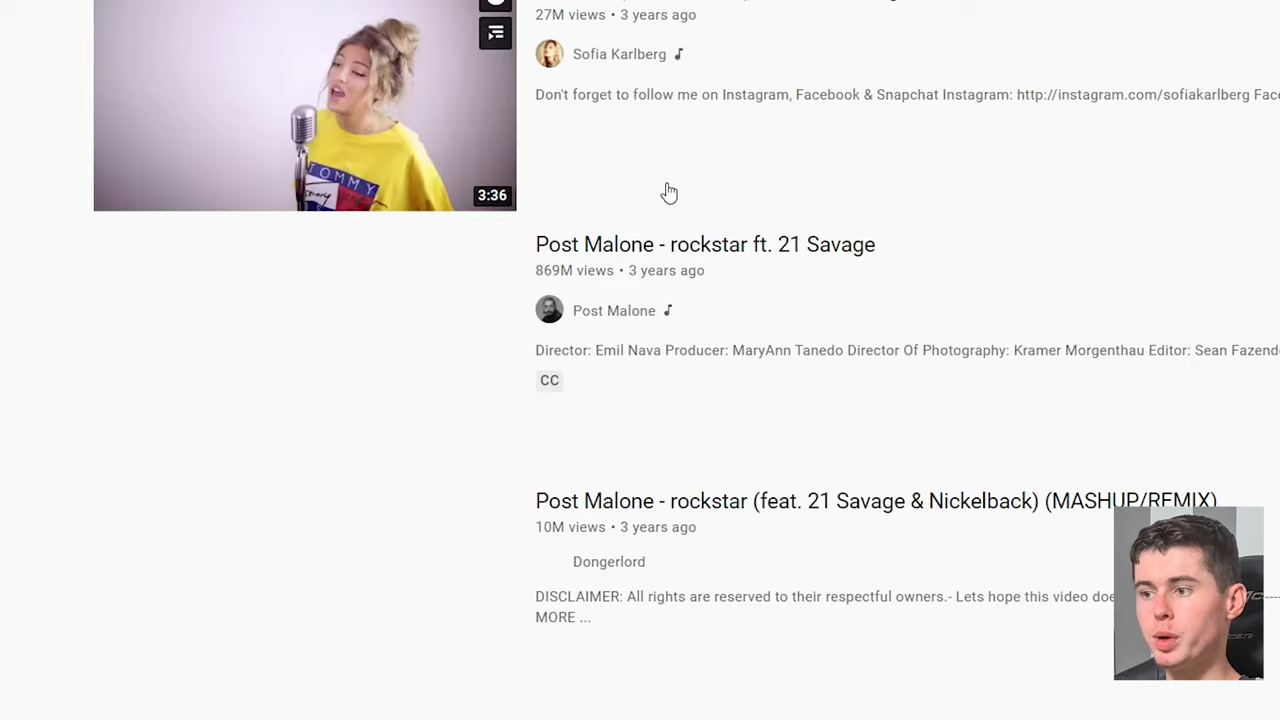 27M views • 3 years ago
Sofia Karlberg
Don't forget to follow me on Instagram, Facebook & Snapchat Instagram: http://instagram.com/sofiakarlberg
TOMMY
3:36
Post Malone - rockstar ft. 21 Savage
869M views • 3 years ago
Post Malone
Director: Emil Nava Producer: MaryAnn Tanedo Director Of Photography: Kramer Morgenthau Editor: Sean
CC
Post Malone - rockstar (feat. 21 Savage & Nickelback) (MASHUP/REMIX)
10M views • 3 years ago
Dongerlord
DISCLAIMER: All rights are reserved to their respectful owners.- Lets hope this video
MORE ...